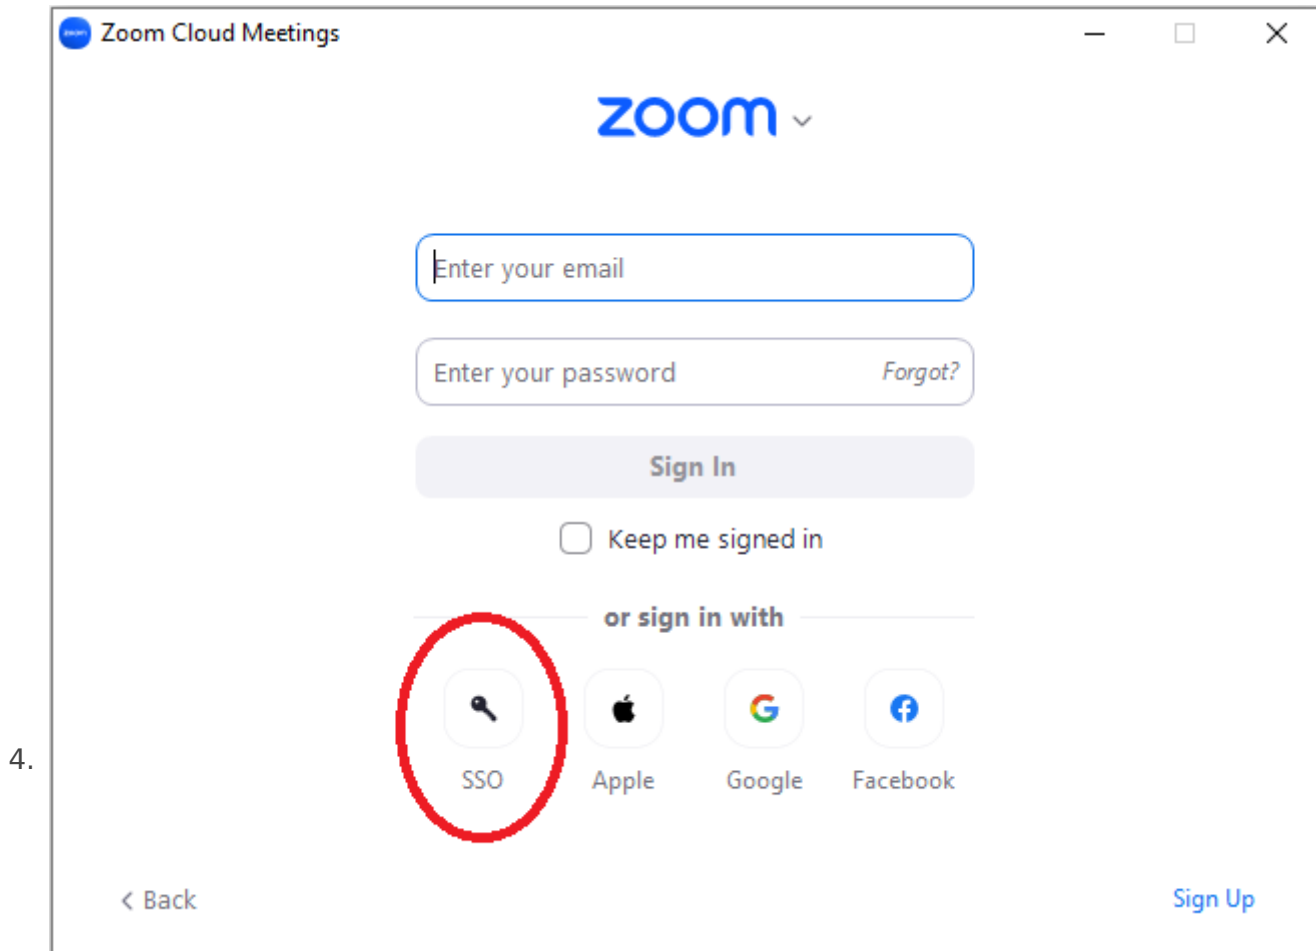 Zoom Cloud Meetings
zoom
Enter your email
Enter your password Forgot?
Sign In
Keep me signed in
or sign in with
SSO Apple Google Facebook
4.
< Back Sign Up